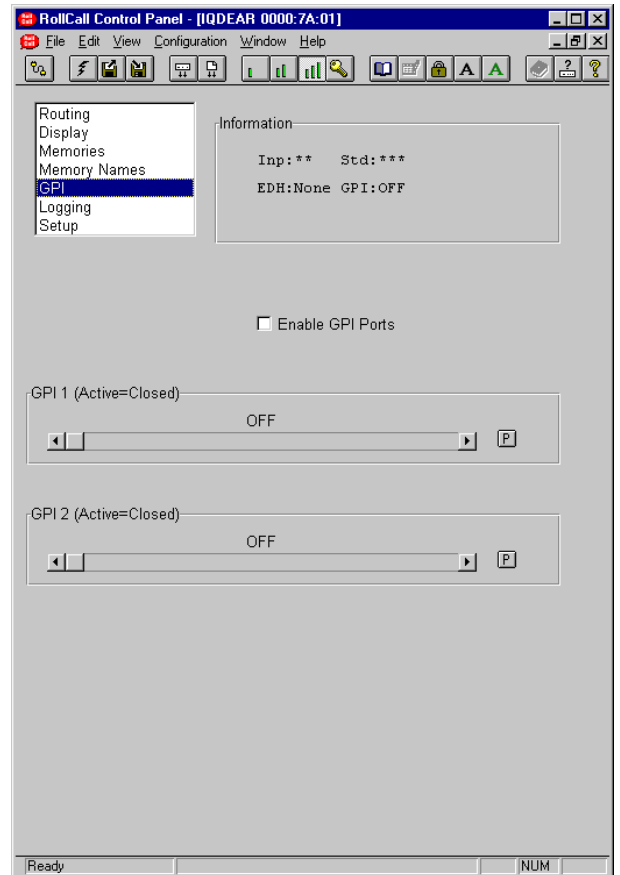 RollCall Control Panel - [IQDEAR 0000:7A:01]
File Edit View Configuration Window Help
A A ? ?
Routing
Display
Memories
Memory Names
GPI
Logging
Setup
Information
Inp:** Std:***
EDH:None GPI:OFF
Enable GPI Ports
GPI 1 (Active=Closed)
OFF
P
GPI 2 (Active=Closed)
OFF
P
Ready NUM